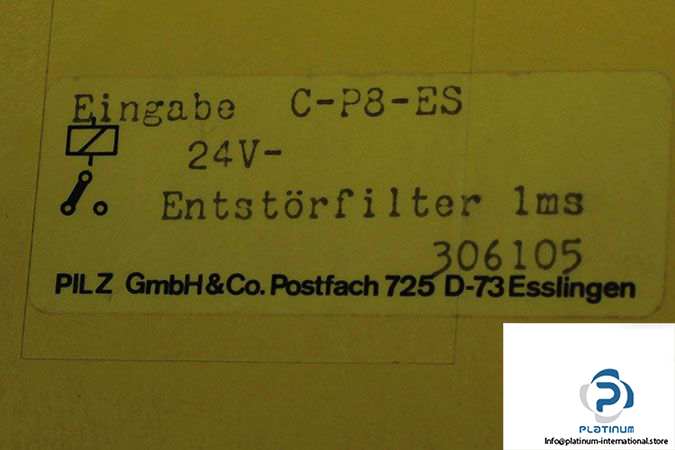 Eingabe C-P8-ES
24V-
Entstörfilter 1ms
306105
PILZ GmbH&Co. Postfach 725 D-73 Esslingen
PLATINUM
Info@platinum-international.store